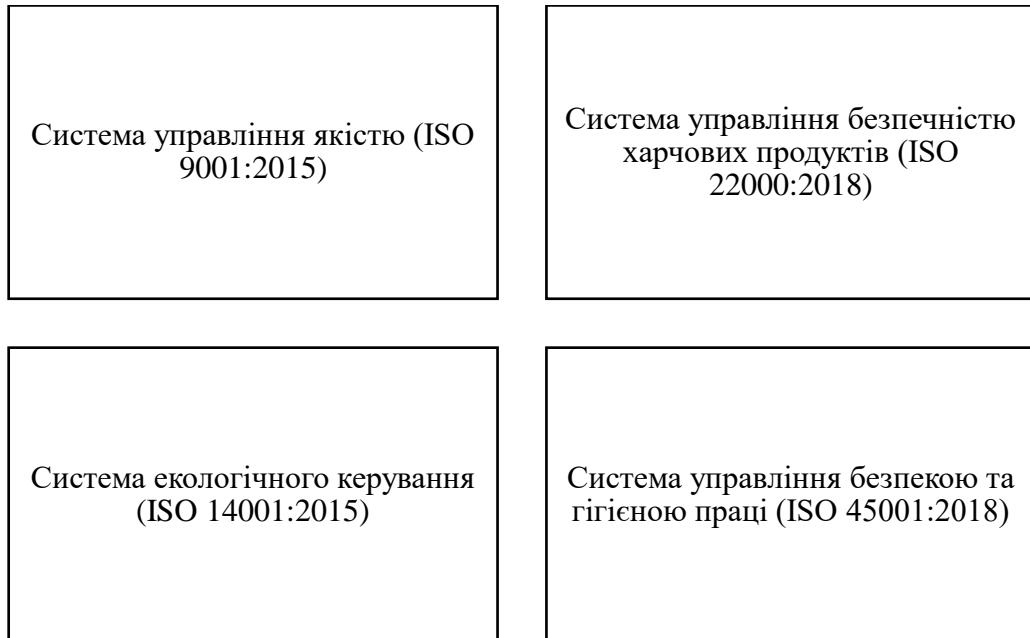 Система управління якістю (ISO
9001:2015)
Система управління безпечністю
харчових продуктів (ISO
22000:2018)
Система екологічного керування
(ISO 14001:2015)
Система управління безпекою та
гігієною праці (ISO 45001:2018)